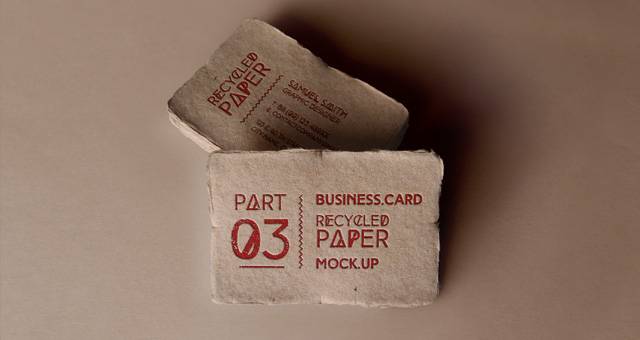 RECYCLED
PAPER
SAMUEL SMITH
GRAPHIC DESIGNER
PART
03
BUSINESS.CARD
RECYCLED
PAPER
MOCK.UP